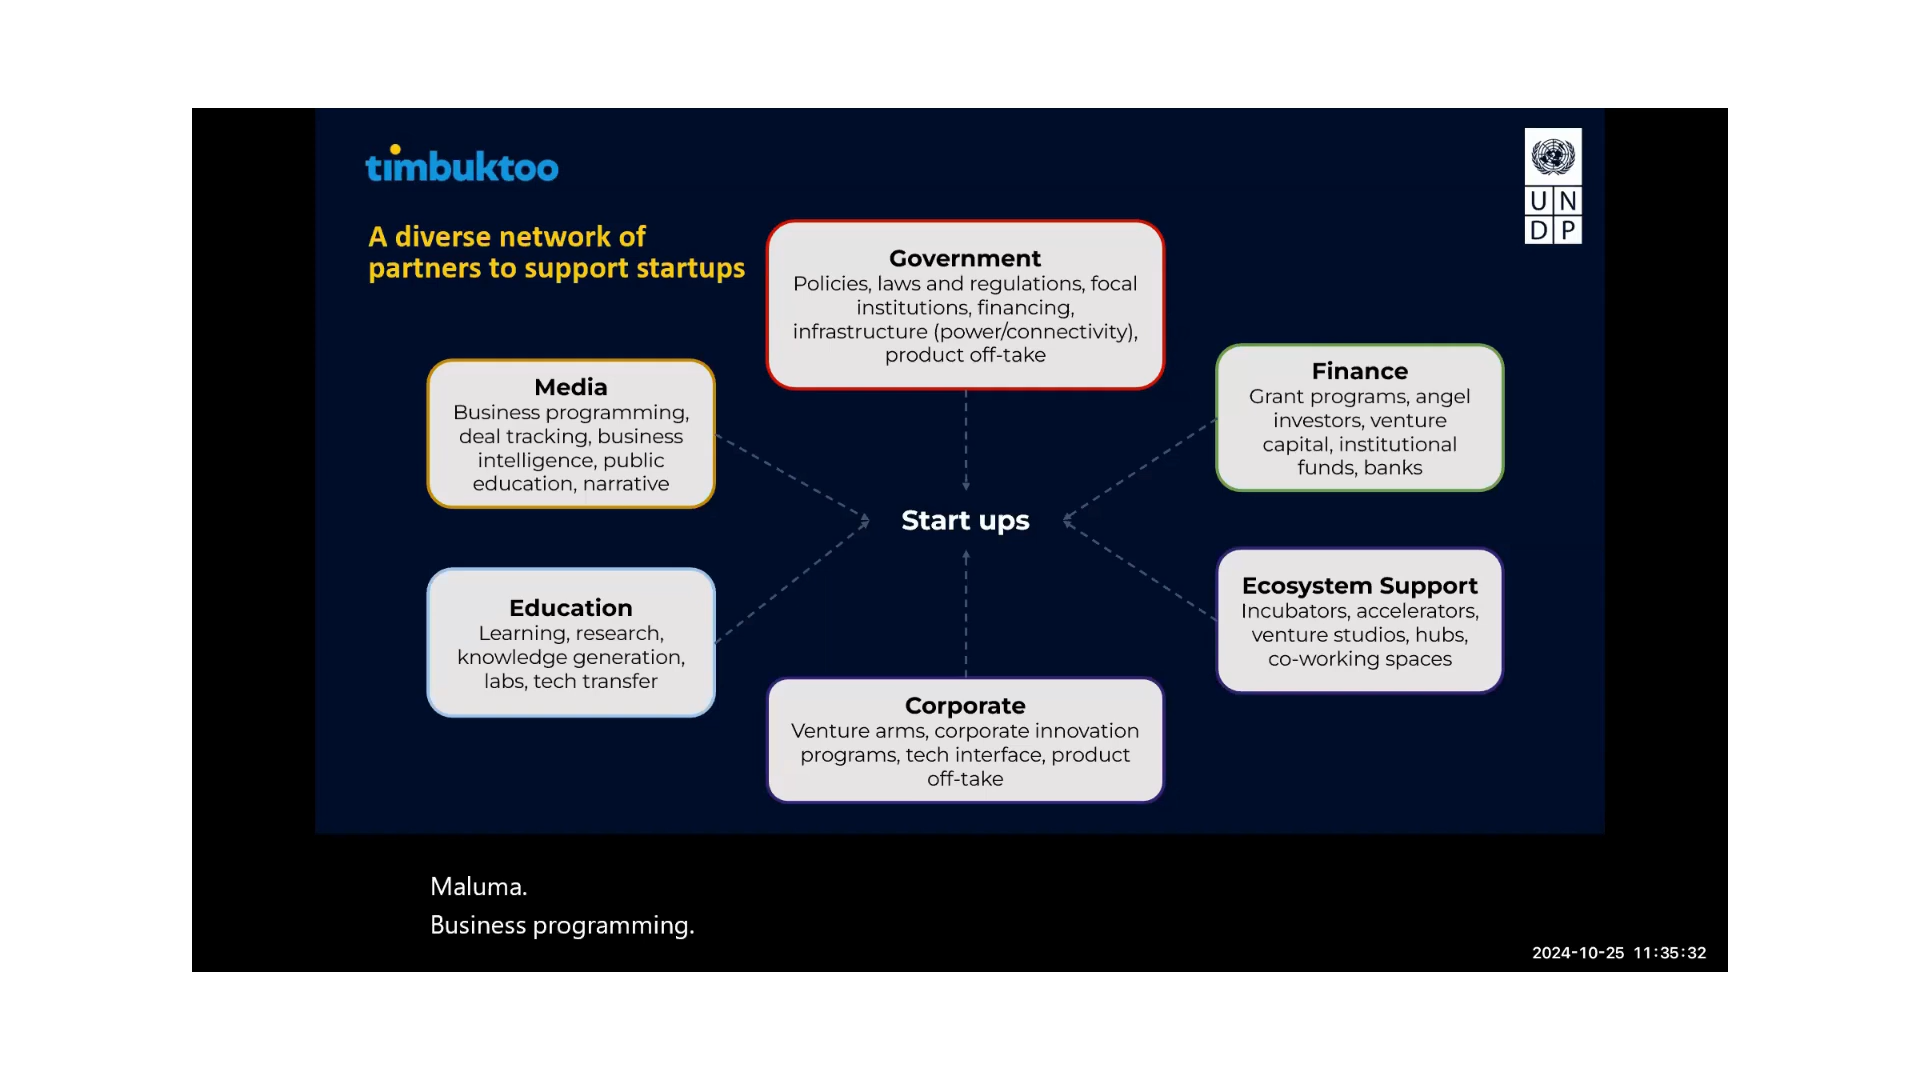 timbuktoo
UN
DP
A diverse network of
partners to support startups
Government
Policies, laws and regulations, focal
institutions, financing,
infrastructure (power/connectivity),
product off-take
Media
Business programming,
deal tracking, business
intelligence, public
education, narrative
Finance
Grant programs, angel
investors, venture
capital, institutional
funds, banks
Start ups
Education
Learning, research,
knowledge generation,
labs, tech transfer
Ecosystem Support
Incubators, accelerators,
venture studios, hubs,
co-working spaces
Corporate
Venture arms, corporate innovation
programs, tech interface, product
off-take
Maluma.
Business programming.
2024-10-25 11:35:32